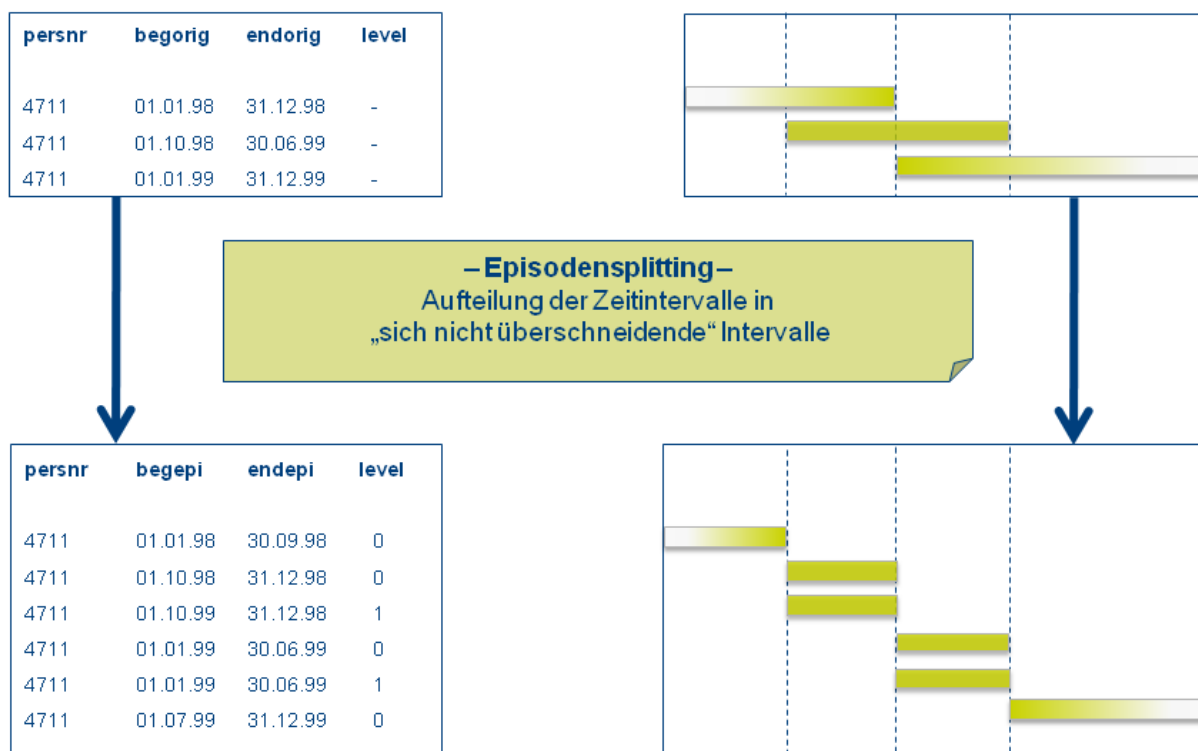 persnr begorig endorig level
4711 01.01.98 31.12.98 -
4711 01.10.98 30.06.99 -
4711 01.01.99 31.12.99 -
–Episodensplitting–
Aufteilung der Zeitintervalle in
„sich nicht überschneidende“ Intervalle
persnr begepi endepi level
4711 01.01.98 30.09.98 0
4711 01.10.98 31.12.98 0
4711 01.10.99 31.12.98 1
4711 01.01.99 30.06.99 0
4711 01.01.99 30.06.99 1
4711 01.07.99 31.12.99 0